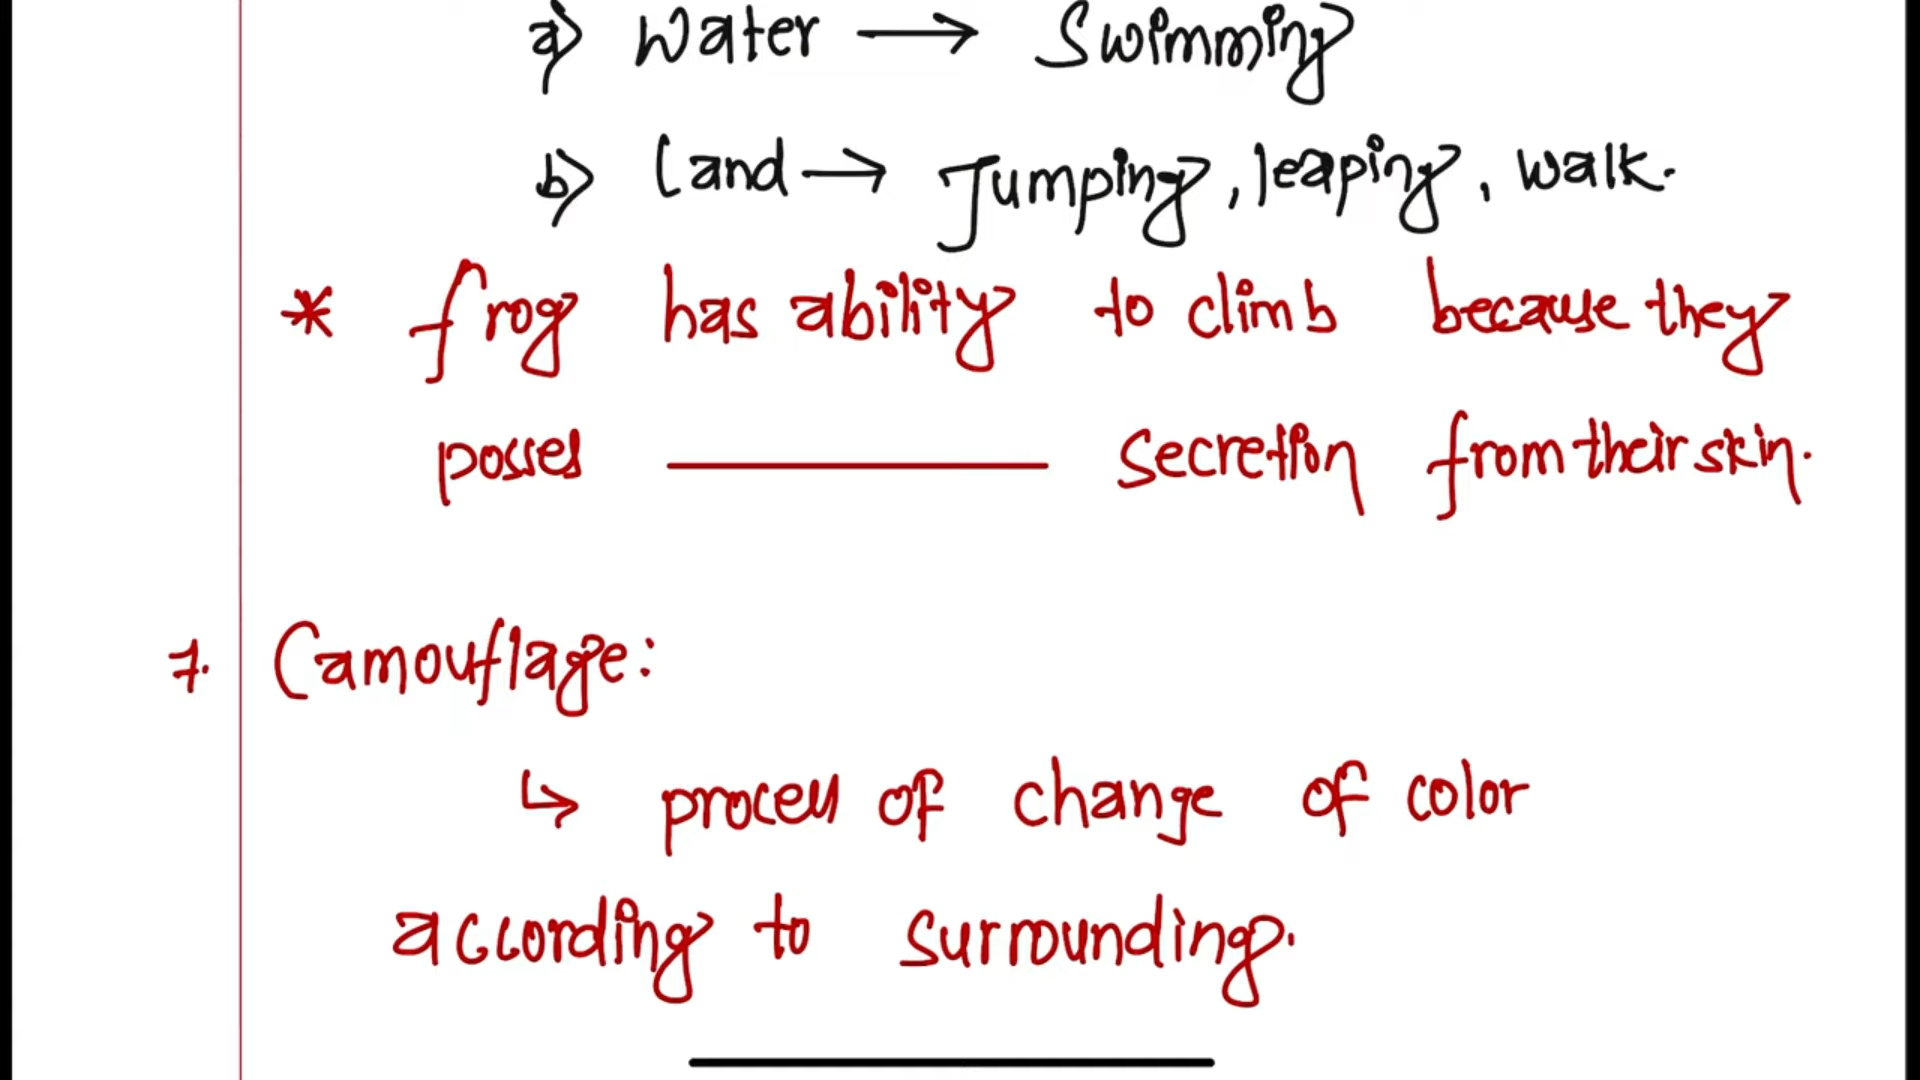 a) Water → Swimming
b) Land → Jumping, leaping, walk.
* frog has ability to climb because they
posses ________ secretion from their skin.
7. Camouflage:
↳ process of change of color
according to surrounding.